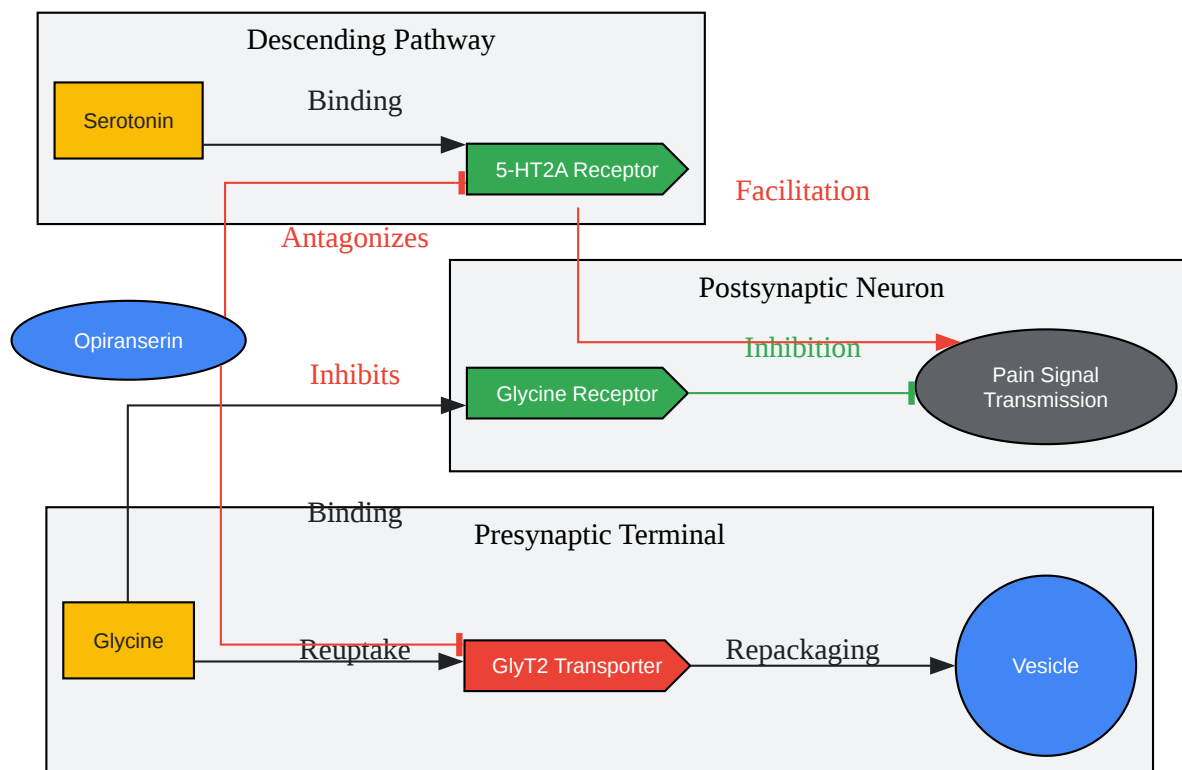 Descending Pathway
Serotonin
Binding
5-HT2A Receptor
Facilitation
Antagonizes
Postsynaptic Neuron
Opiranserin
Inhibition
Inhibits
Glycine Receptor
Pain Signal
Transmission
Binding
Presynaptic Terminal
Glycine
Reuptake
GlyT2 Transporter
Repackaging
Vesicle